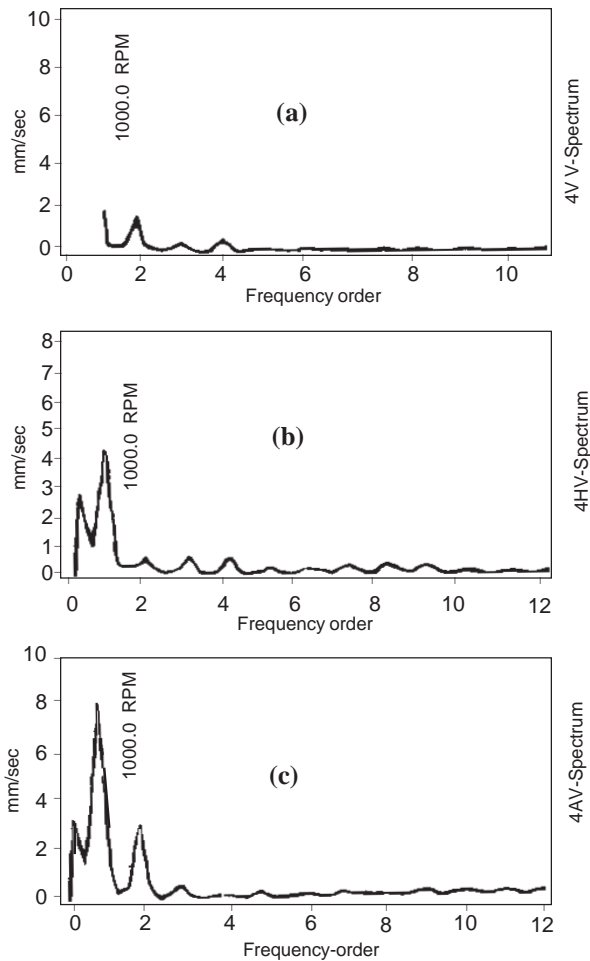 10
8
6
4
2
0
mm/sec
1000.0 RPM
(a)
4V V-Spectrum
0 2 4 6 8 10
Frequency order
8
7
6
5
4
3
2
1
0
mm/sec
1000.0 RPM
(b)
4HV-Spectrum
0 2 4 6 8 10 12
Frequency order
10
8
6
4
2
0
mm/sec
1000.0 RPM
(c)
4AV-Spectrum
0 2 4 6 8 10 12
Frequency-order